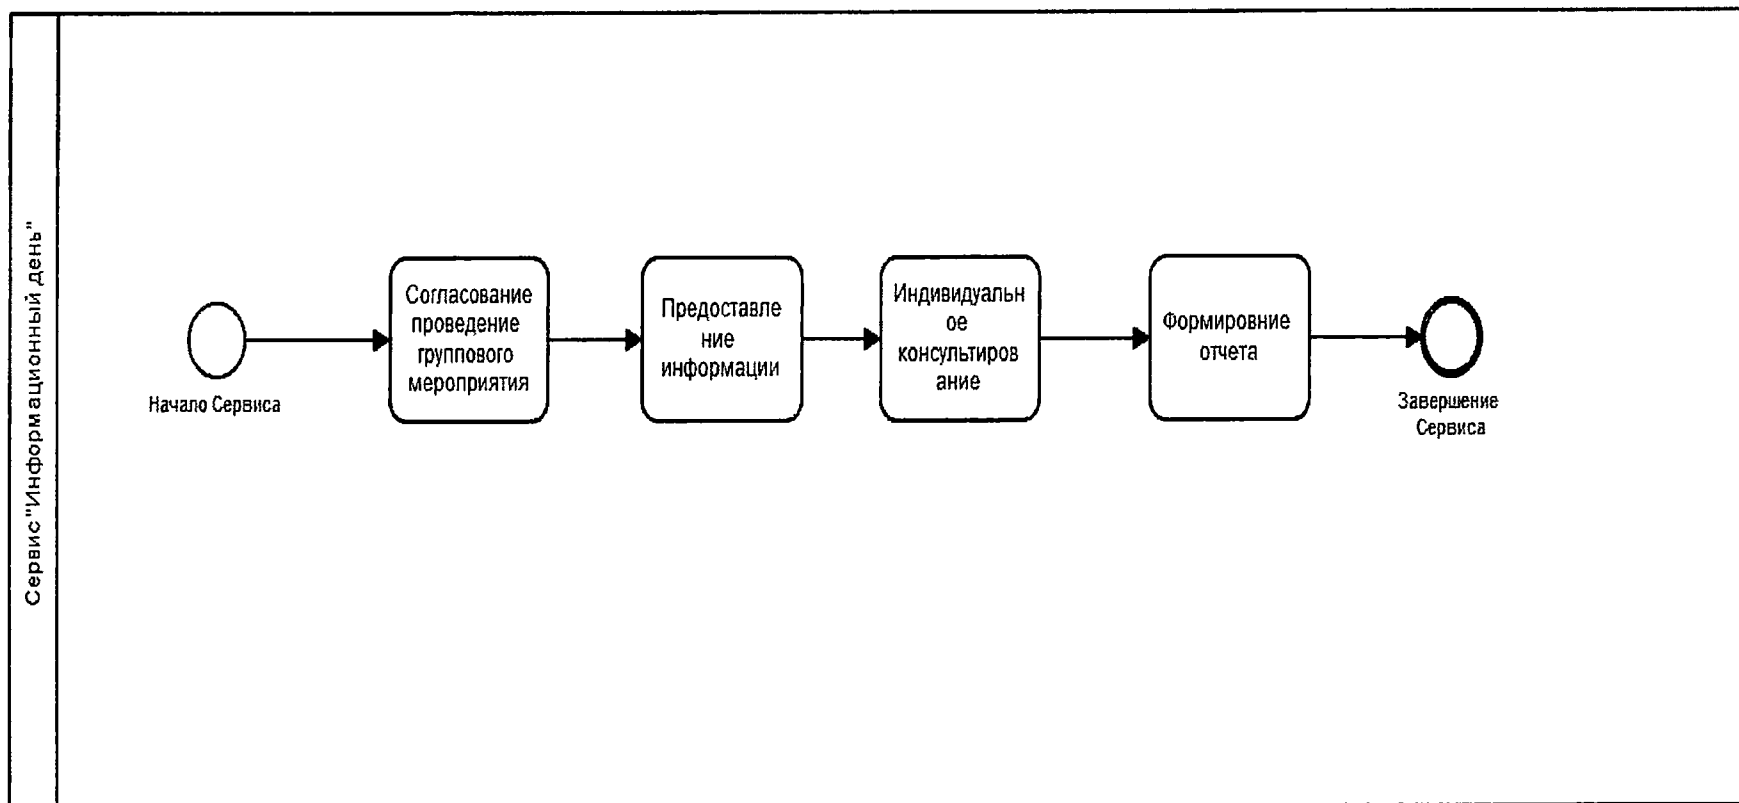 Сервис "Информационный день"
Начало Сервиса
Согласование
проведение
группового
мероприятия
Предоставле
ние
информации
Индивидуальн
ое
консультиров
ание
Формировние
отчета
Завершение
Сервиса